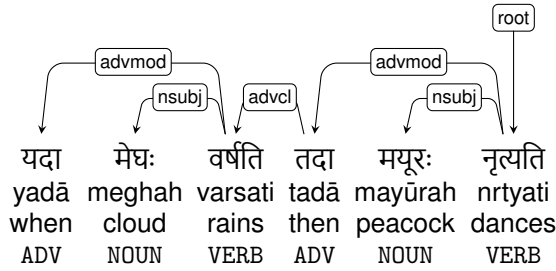 root
advmod advmod
nsubj advcl nsubj
यदा मेघः वर्षति तदा मयूरः नृत्यति
yadā meghah varsati tadā mayūrah nrtyati
when cloud rains then peacock dances
ADV NOUN VERB ADV NOUN VERB